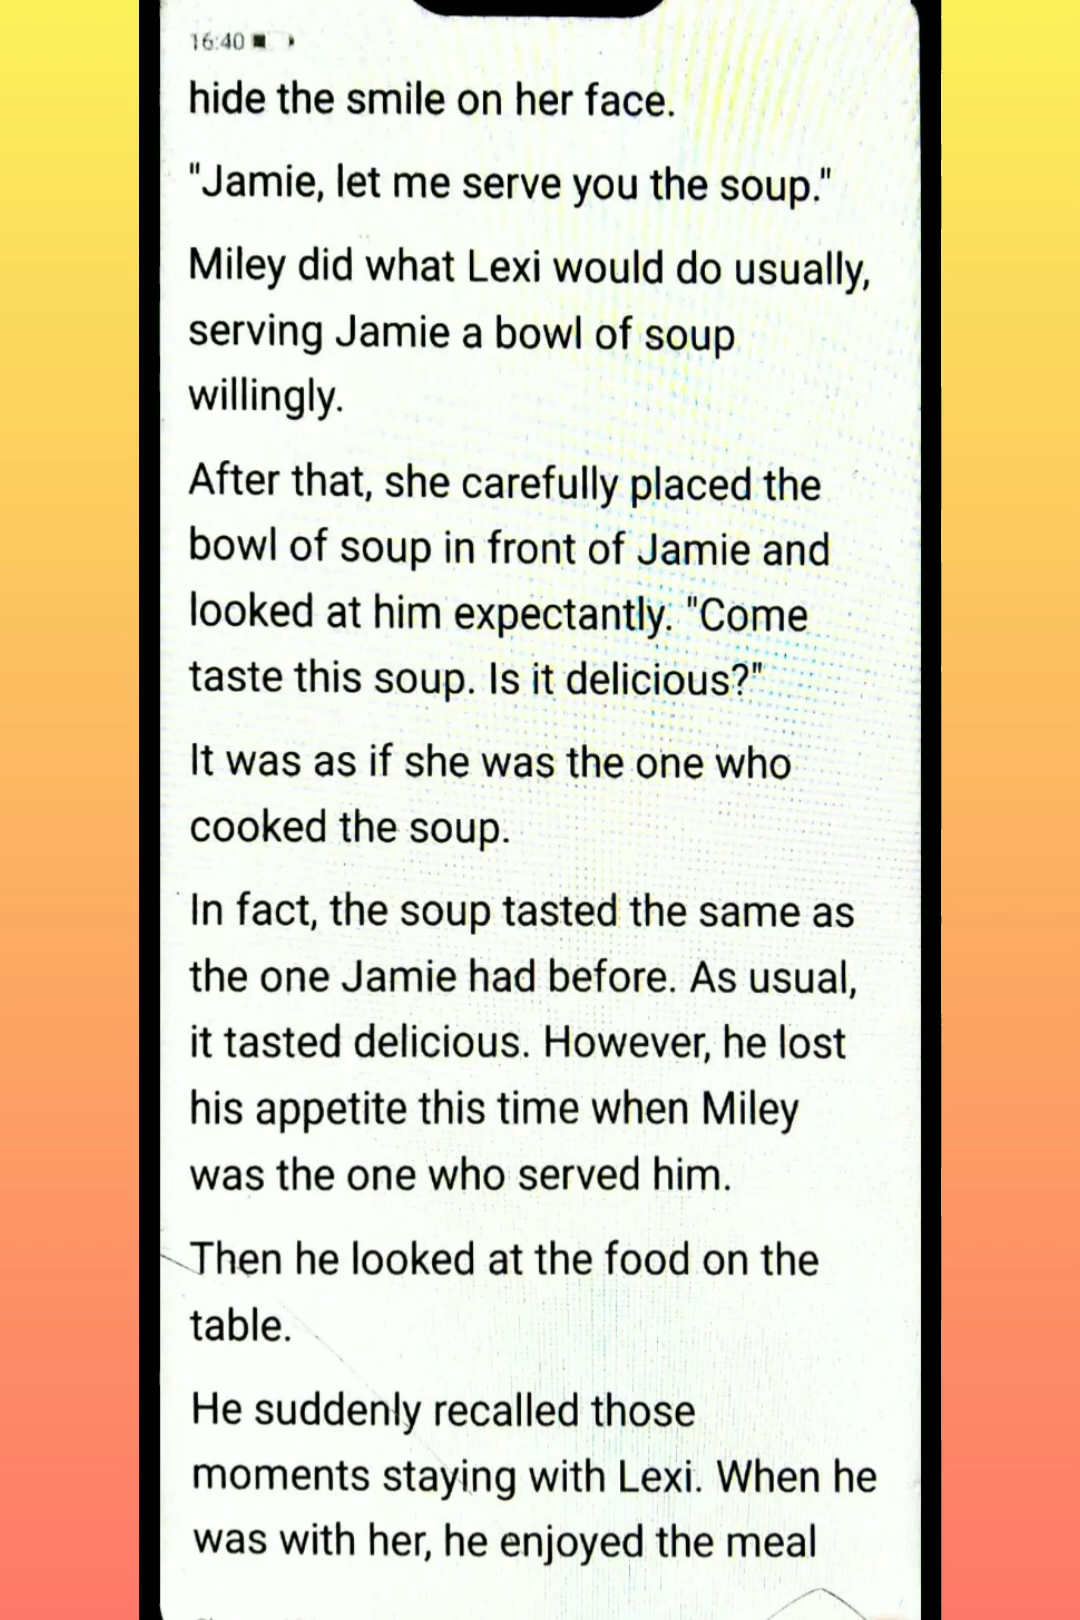 16:40
hide the smile on her face.
"Jamie, let me serve you the soup."
Miley did what Lexi would do usually,
serving Jamie a bowl of soup
willingly.
After that, she carefully placed the
bowl of soup in front of Jamie and
looked at him expectantly. "Come
taste this soup. Is it delicious?"
It was as if she was the one who
cooked the soup.
In fact, the soup tasted the same as
the one Jamie had before. As usual,
it tasted delicious. However, he lost
his appetite this time when Miley
was the one who served him.
Then he looked at the food on the
table.
He suddenly recalled those
moments staying with Lexi. When he
was with her, he enjoyed the meal